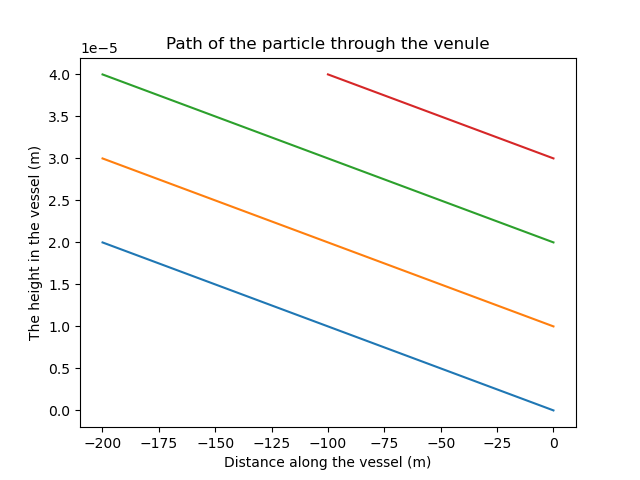 Path of the particle through the venule
1e−5
4.0
3.5
3.0
2.5
2.0
1.5
1.0
0.5
0.0
The height in the vessel (m)
−200 −175 −150 −125 −100 −75 −50 −25 0
Distance along the vessel (m)